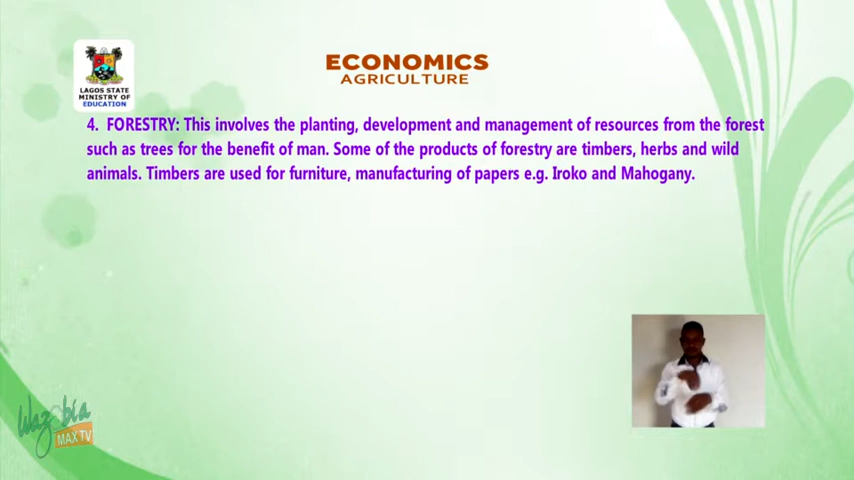 ECONOMICS
AGRICULTURE
LAGOS STATE
MINISTRY OF
EDUCATION
4. FORESTRY: This involves the planting, development and management of resources from the forest
such as trees for the benefit of man. Some of the products of forestry are timbers, herbs and wild
animals. Timbers are used for furniture, manufacturing of papers e.g. Iroko and Mahogany.
Wazobia
MAX TV